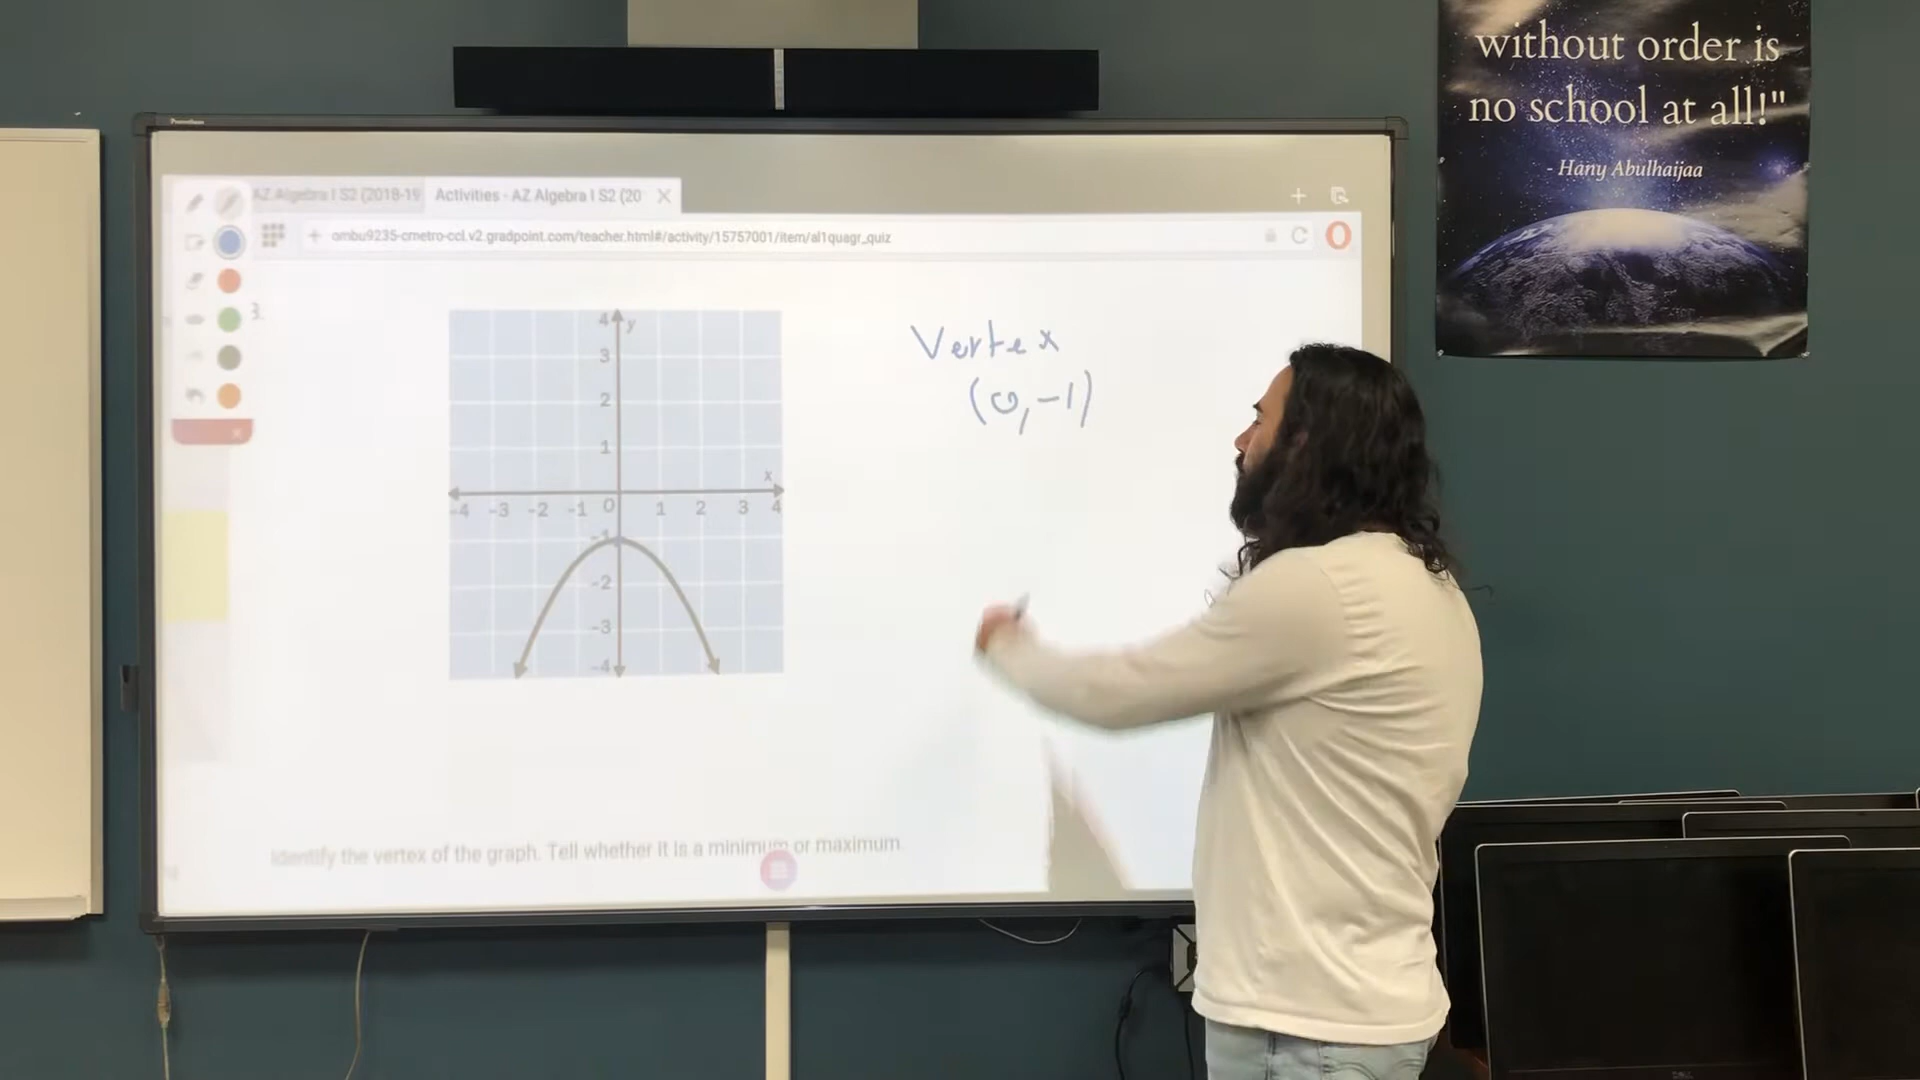 without order is
no school at all!"
- Hany Abulhaijaa
Promethean
AZ Algebra I S2 (2018-19
Activities - AZ Algebra I S2 (20
ombu9235-cmetro-ccl.v2.gradpoint.com/teacher.html#/activity/15757001/item/al1quagr_quiz
3.
Vertex
(0,-1)
4 y
3
2
1
x
-4 -3 -2 -1 0 1 2 3 4
-1
-2
-3
-4
Identify the vertex of the graph. Tell whether it is a minimum or maximum
DELL